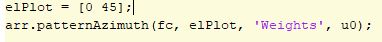 elPlot = [0 45];
arr.patternAzimuth(fc, elPlot, 'Weights', u0);